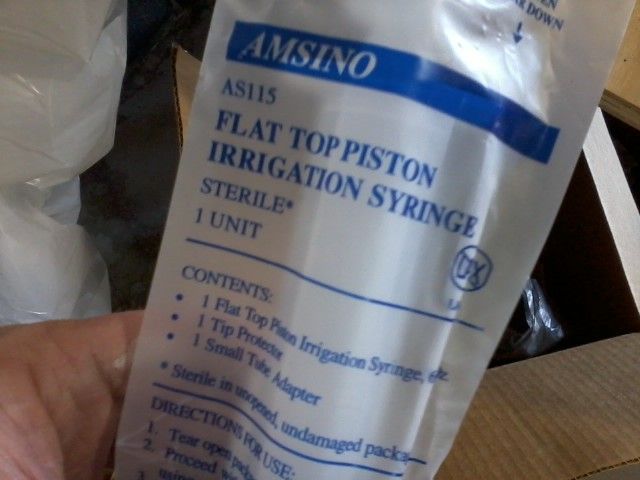 DOWN
AMSINO
AS115
FLAT TOP PISTON
IRRIGATION SYRINGE
STERILE*
1 UNIT
CONTENTS:
• 1 Flat Top Piston Irrigation Syringe,
• 1 Tip Protector
• 1 Small Tube Adapter
* Sterile in unopened, undamaged
DIRECTIONS FOR USE:
1. Tear open
2. Proceed
3.